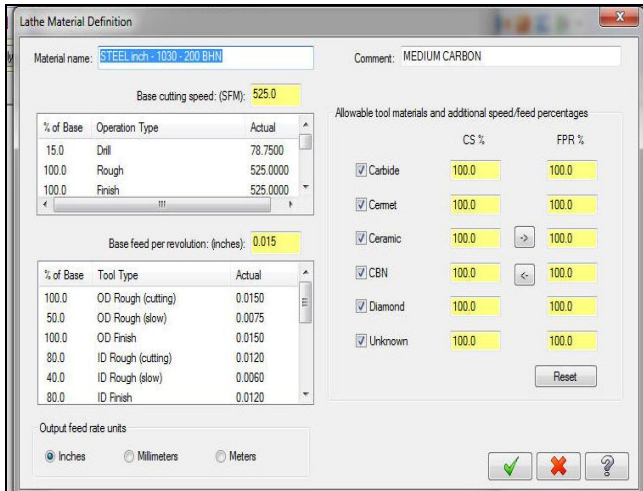 Lathe Material Definition
Material name: STEEL inch - 1030 - 200 BHN
Comment: MEDIUM CARBON
Base cutting speed: (SFM): 525.0
% of Base Operation Type Actual
15.0 Drill 78.7500
100.0 Rough 525.0000
100.0 Finish 525.0000
Base feed per revolution: (inches): 0.015
% of Base Tool Type Actual
100.0 OD Rough (cutting) 0.0150
50.0 OD Rough (slow) 0.0075
100.0 OD Finish 0.0150
80.0 ID Rough (cutting) 0.0120
40.0 ID Rough (slow) 0.0060
80.0 ID Finish 0.0120
Output feed rate units
Inches Millimeters Meters
Allowable tool materials and additional speed/feed percentages
CS % FPR %
Carbide 100.0 100.0
Cermet 100.0 100.0
Ceramic 100.0 -> 100.0
CBN 100.0 <- 100.0
Diamond 100.0 100.0
Unknown 100.0 100.0
Reset